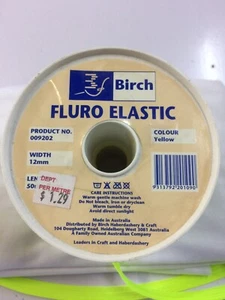 Birch
FLURO ELASTIC
PRODUCT NO.
009202
COLOUR
Yellow
WIDTH
12mm
DEPT
PER METRE
$ 1.29
LEN
50
CARE INSTRUCTIONS
Warm gentle machine wash
Do not bleach, iron or dryclean
Warm tumble dry
Avoid direct sunlight
9315792201090
Made in Australia
Distributed by Birch Haberdashery & Craft
104 Dougharty Road, Heidelberg West 3081 Australia
A Family Owned Australian Company
Leaders in Craft and Haberdashery